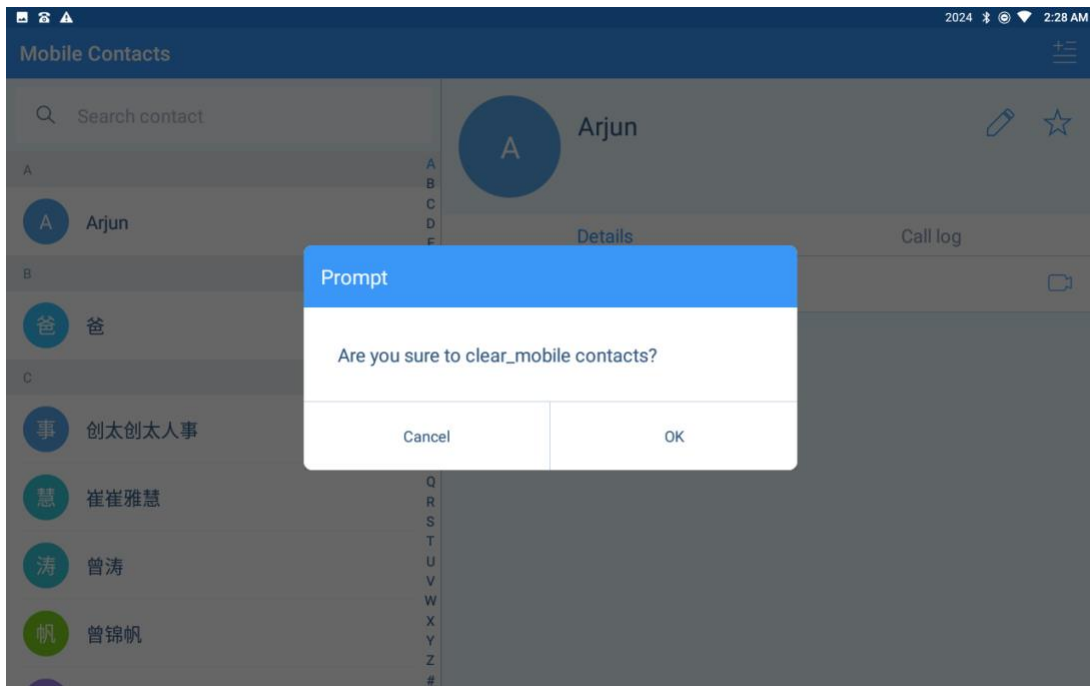 2024 2:28 AM
Mobile Contacts
Search contact
A
A Arjun
B
爸 爸
C
事 创太创太人事
慧 崔崔雅慧
涛 曾涛
帆 曾锦帆
A
B
C
D
E
Q
R
S
T
U
V
W
X
Y
Z
#
A Arjun
Details Call log
Prompt
Are you sure to clear_mobile contacts?
Cancel OK